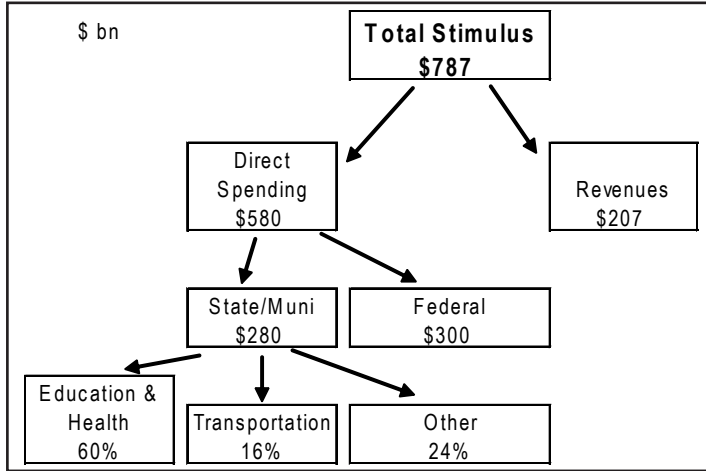 $ bn
Total Stimulus
$787
Direct
Spending
$580
Revenues
$207
State/Muni
$280
Federal
$300
Education &
Health
60%
Transportation
16%
Other
24%